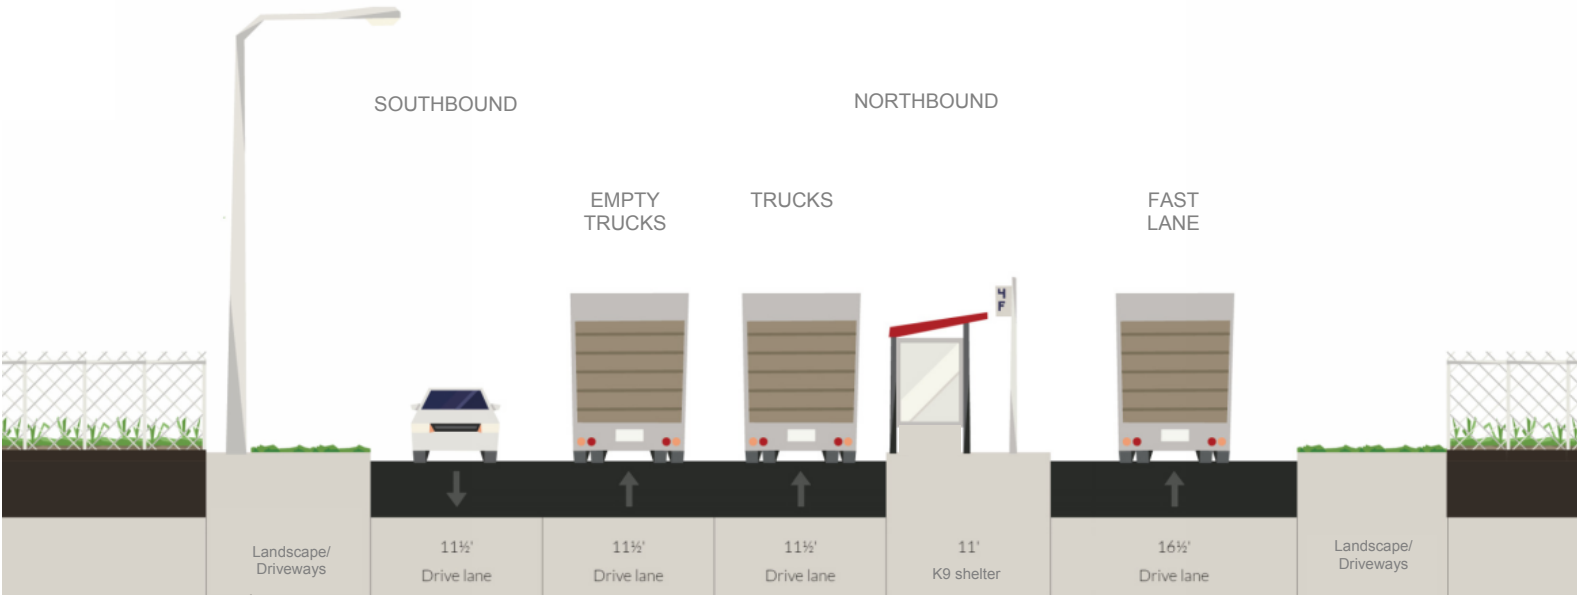 SOUTHBOUND
NORTHBOUND
EMPTY
TRUCKS
TRUCKS
FAST
LANE
4
F
Landscape/
Driveways
11½'
Drive lane
11½'
Drive lane
11½'
Drive lane
11'
K9 shelter
16½'
Drive lane
Landscape/
Driveways